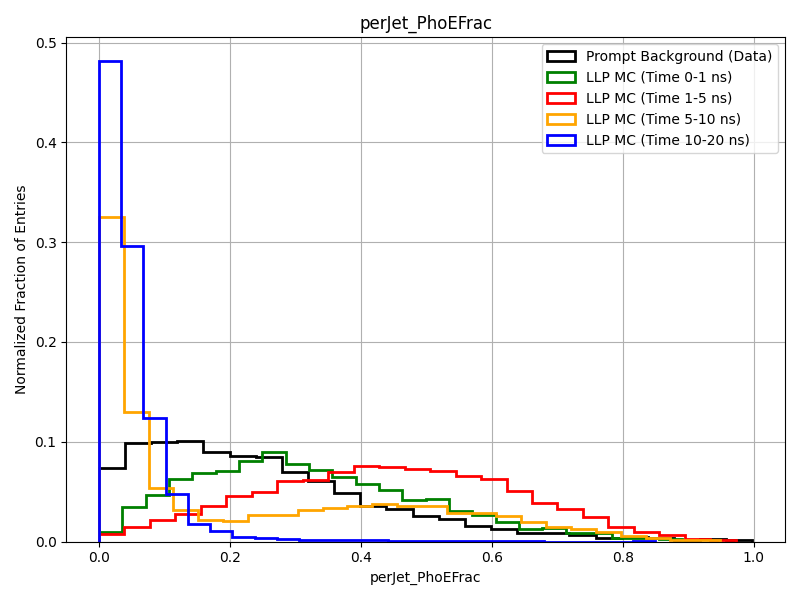 perJet_PhoEFrac
Normalized Fraction of Entries
0.5
0.4
0.3
0.2
0.1
0.0
Prompt Background (Data)
LLP MC (Time 0-1 ns)
LLP MC (Time 1-5 ns)
LLP MC (Time 5-10 ns)
LLP MC (Time 10-20 ns)
0.0 0.2 0.4 0.6 0.8 1.0
perJet_PhoEFrac